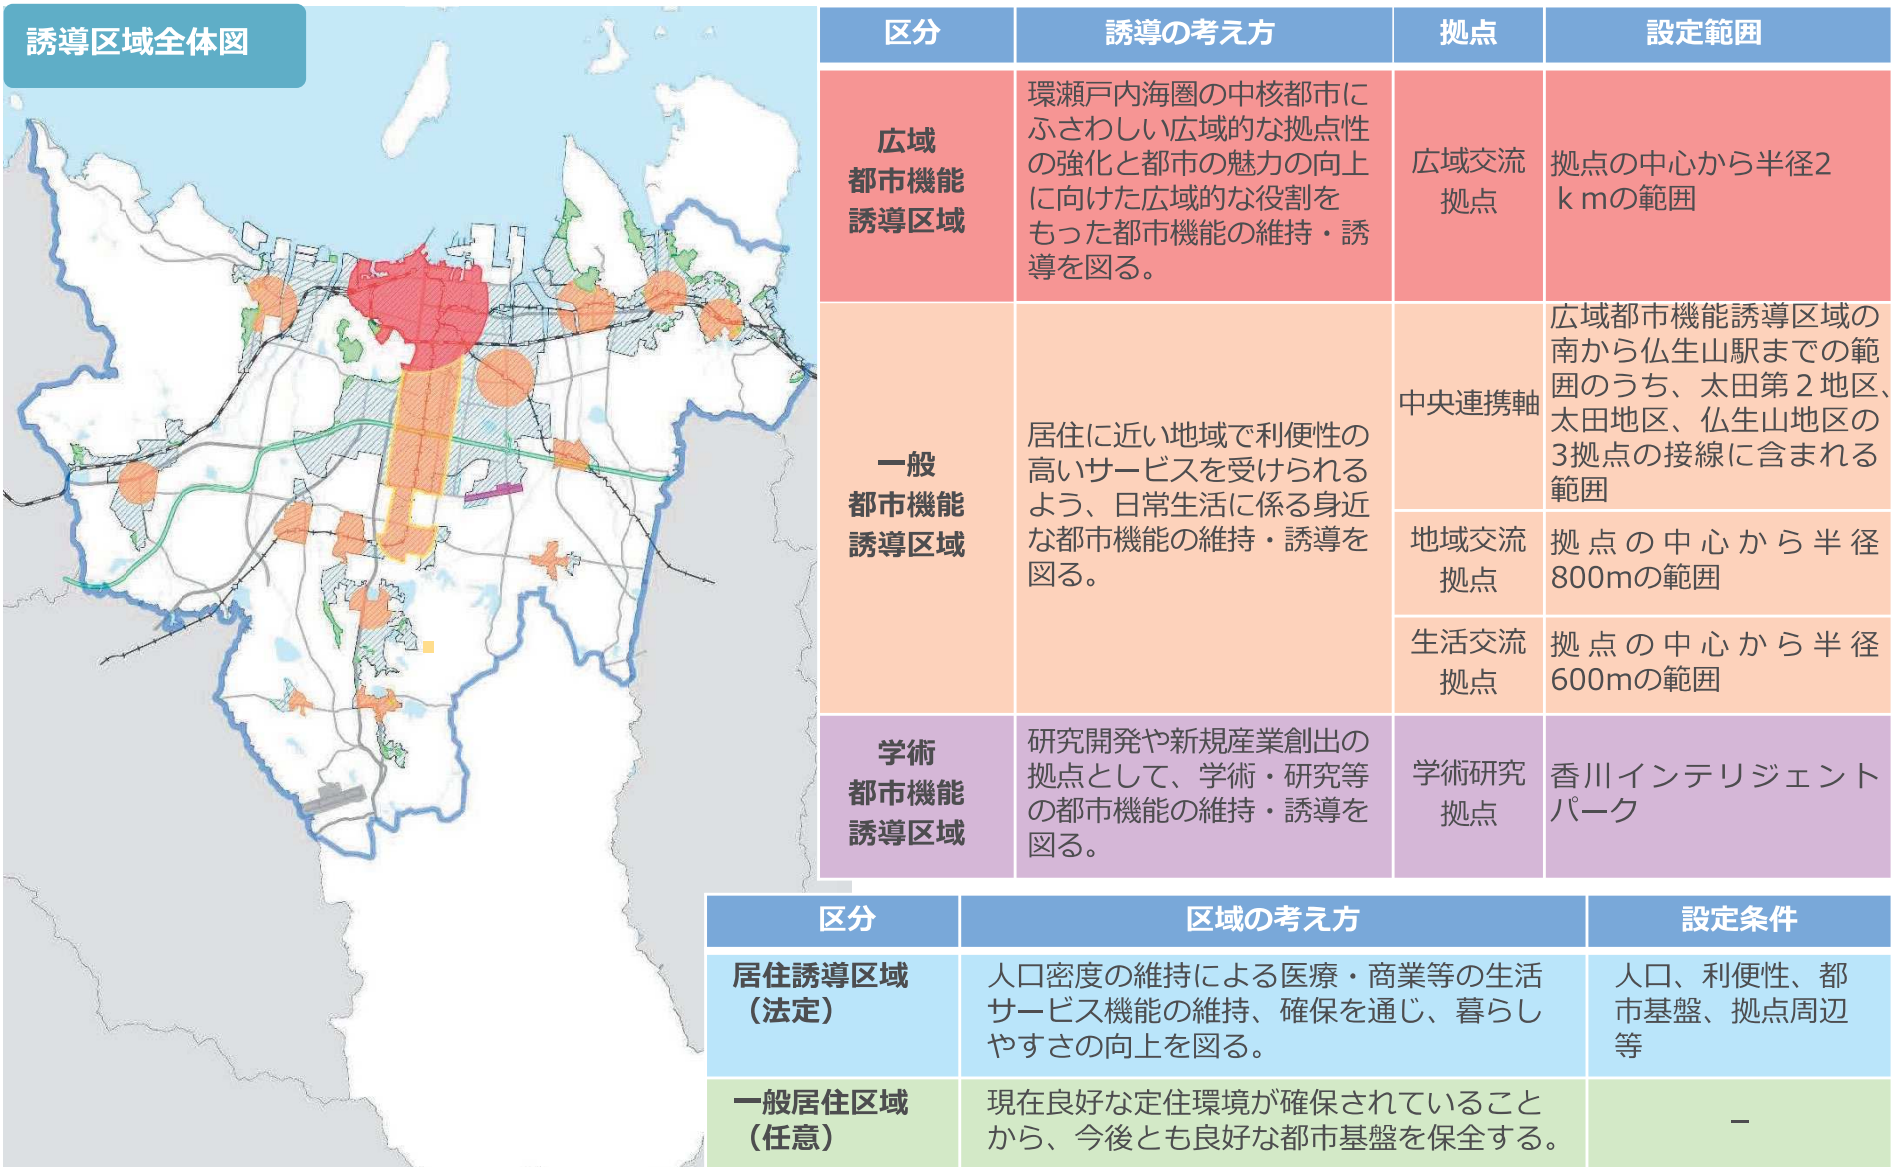 誘導区域全体図
区分
誘導の考え方
拠点
設定範囲
広域
都市機能
誘導区域
環瀬戸内海圏の中核都市に
ふさわしい広域的な拠点性
の強化と都市の魅力の向上
に向けた広域的な役割を
もった都市機能の維持・誘
導を図る。
広域交流
拠点
拠点の中心から半径2
ｋｍの範囲
一般
都市機能
誘導区域
居住に近い地域で利便性の
高いサービスを受けられる
よう、日常生活に係る身近
な都市機能の維持・誘導を
図る。
中央連携軸
広域都市機能誘導区域の
南から仏生山駅までの範
囲のうち、太田第２地区、
太田地区、仏生山地区の
3拠点の接線に含まれる
範囲
地域交流
拠点
拠点の中心から半径
800mの範囲
生活交流
拠点
拠点の中心から半径
600mの範囲
学術
都市機能
誘導区域
研究開発や新規産業創出の
拠点として、学術・研究等
の都市機能の維持・誘導を
図る。
学術研究
拠点
香川インテリジェント
パーク
区分
区域の考え方
設定条件
居住誘導区域
（法定）
人口密度の維持による医療・商業等の生活
サービス機能の維持、確保を通じ、暮らし
やすさの向上を図る。
人口、利便性、都
市基盤、拠点周辺
等
一般居住区域
（任意）
現在良好な定住環境が確保されていること
から、今後とも良好な都市基盤を保全する。
－